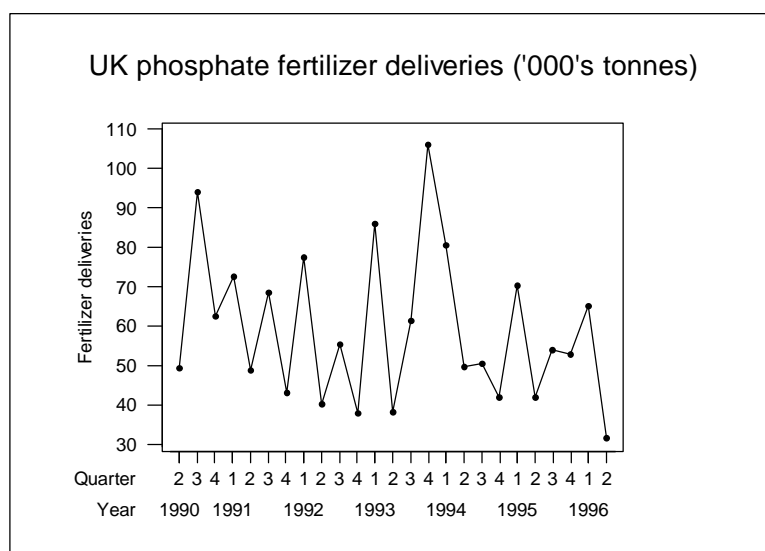 UK phosphate fertilizer deliveries ('000's tonnes)
110
100
90
80
70
60
50
40
30
Fertilizer deliveries
Quarter 2 3 4 1 2 3 4 1 2 3 4 1 2 3 4 1 2 3 4 1 2 3 4 1 2
Year 1990 1991 1992 1993 1994 1995 1996